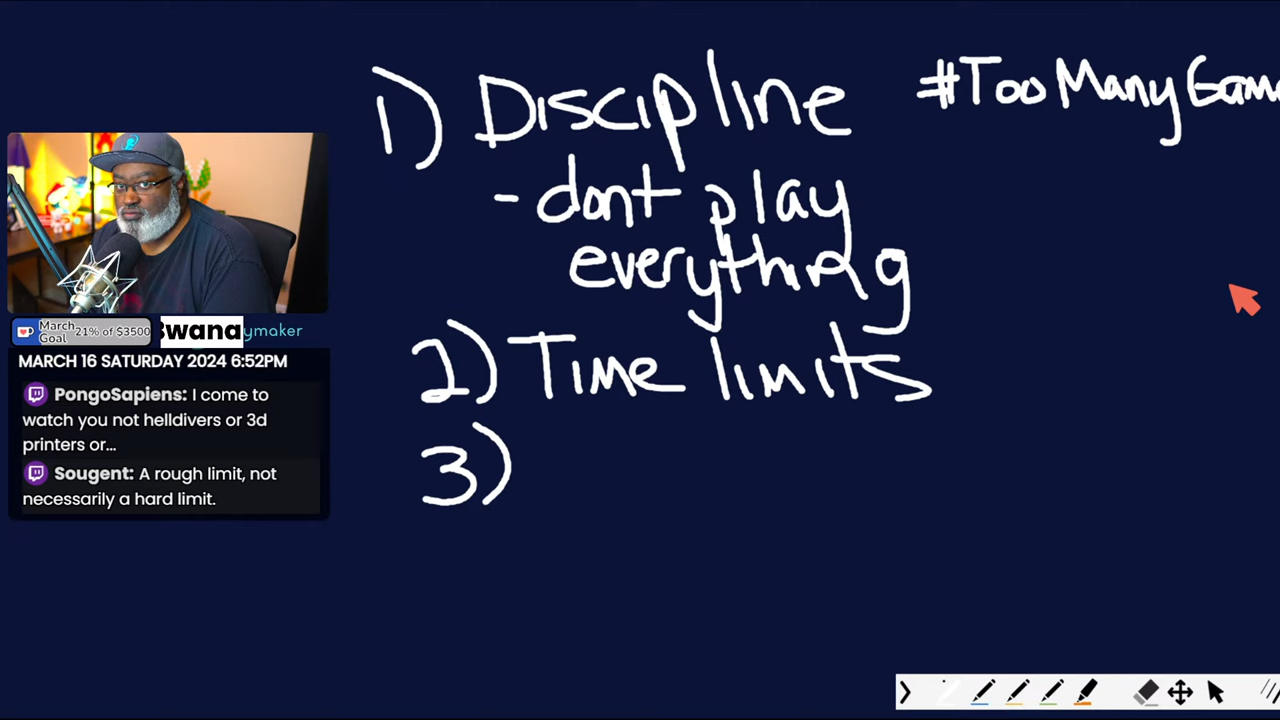 1) Discipline
#TooManyGam
- dont play
everything
2) Time limits
3)
March
Goal
21% of $3500
Bwana
ymaker
MARCH 16 SATURDAY 2024 6:52PM
PongoSapiens: I come to
watch you not helldivers or 3d
printers or...
Sougent: A rough limit, not
necessarily a hard limit.